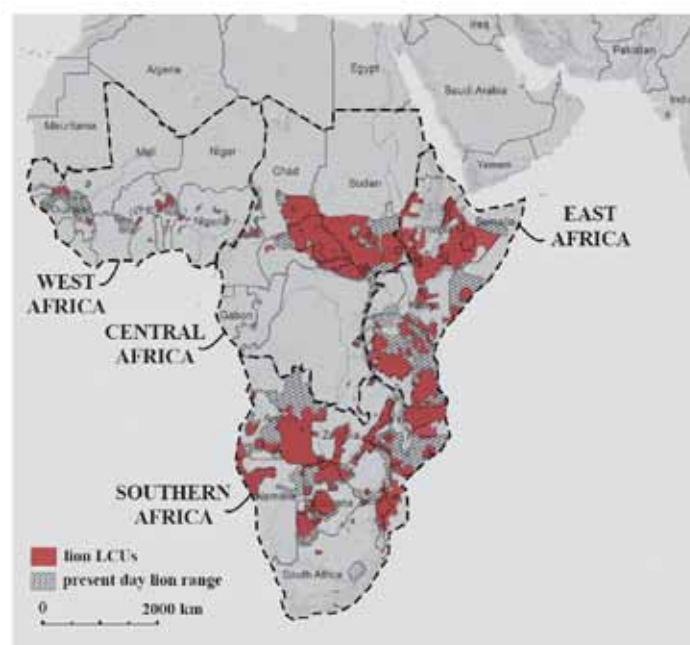 Iraq
Pakistan
Algeria
Egypt
Saudi Arabia
Mauritania
Mali
Niger
Yemen
Chad
Sudan
Nigeria
Somalia
EAST
AFRICA
WEST
AFRICA
CENTRAL
AFRICA
Gabon
SOUTHERN
AFRICA
South Africa
lion LCUs
present day lion range
0 2000 km